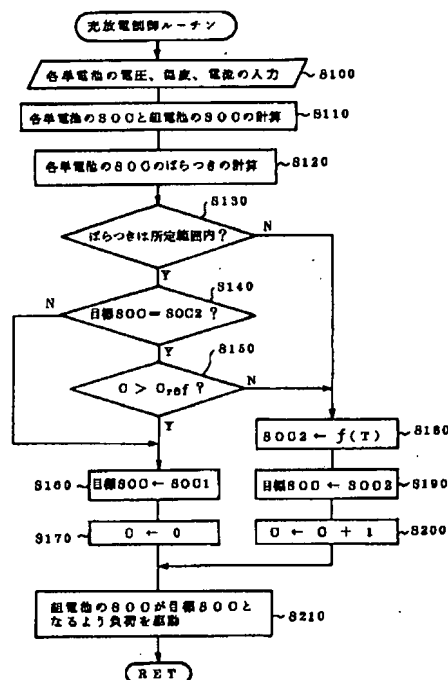 充放電制御ルーチン
各単電池の電圧、温度、電流の入力
S100
各単電池のSOCと組電池のSOCの計算
S110
各単電池のSOCのばらつきの計算
S120
S130
ばらつきは所定範囲内?
N
Y
S140
N
目標SOC=SOC2 ?
Y
S150
C > Cref ?
N
Y
SOC2 ← f(T)
S180
S160
目標SOC ← SOC1
目標SOC ← SOC2
S190
S170
C ← 0
C ← C + 1
S200
組電池のSOCが目標SOCと
なるよう負荷を駆動
S210
RET